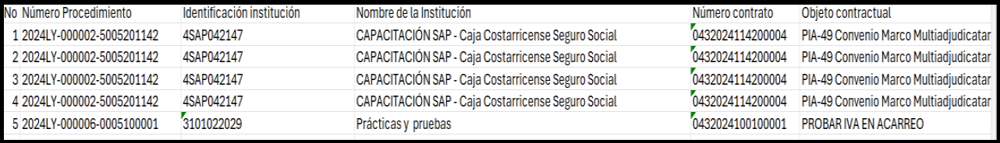 No Número Procedimiento Identificación institución Nombre de la Institución Número contrato Objeto contractual
1 2024LY-000002-5005201142 4SAP042147 CAPACITACIÓN SAP - Caja Costarricense Seguro Social 0432024114200004 PIA-49 Convenio Marco Multiadjudicatar
2 2024LY-000002-5005201142 4SAP042147 CAPACITACIÓN SAP - Caja Costarricense Seguro Social 0432024114200004 PIA-49 Convenio Marco Multiadjudicatar
3 2024LY-000002-5005201142 4SAP042147 CAPACITACIÓN SAP - Caja Costarricense Seguro Social 0432024114200004 PIA-49 Convenio Marco Multiadjudicatar
4 2024LY-000002-5005201142 4SAP042147 CAPACITACIÓN SAP - Caja Costarricense Seguro Social 0432024114200004 PIA-49 Convenio Marco Multiadjudicatar
5 2024LY-000006-0005100001 3101022029 Prácticas y pruebas 0432024100100001 PROBAR IVA EN ACARREO